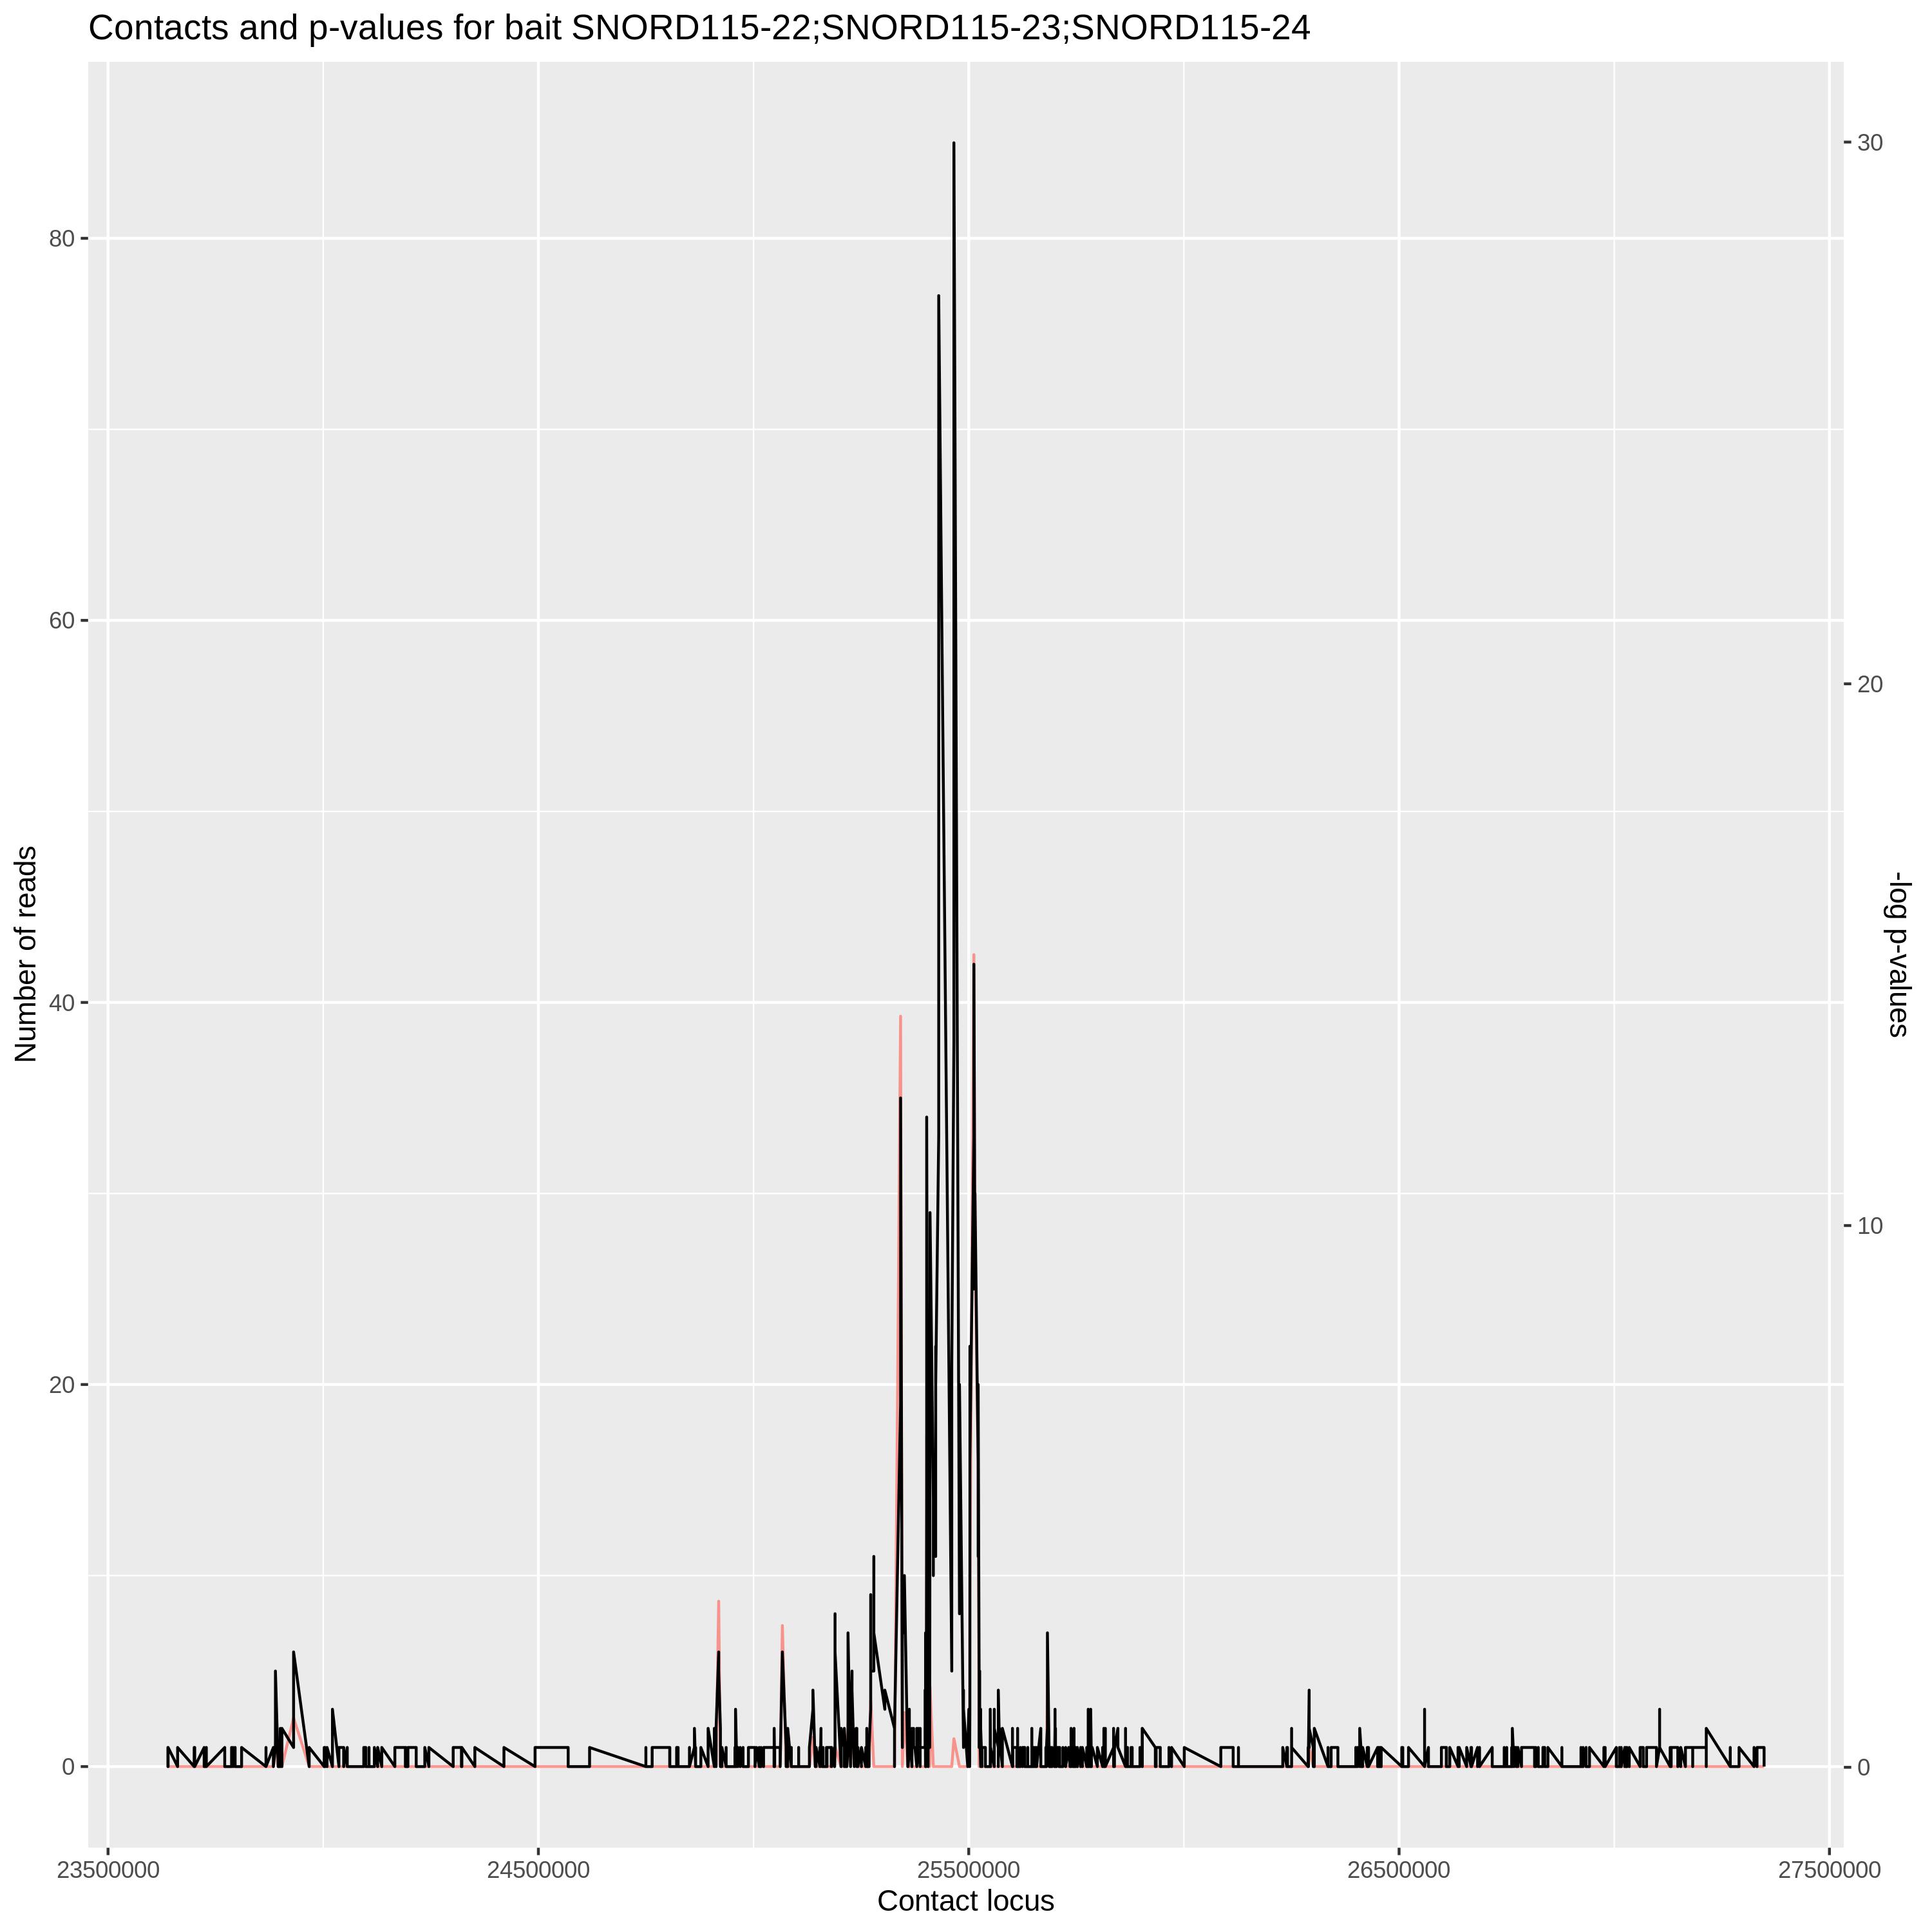 Contacts and p-values for bait SNORD115-22;SNORD115-23;SNORD115-24
80
60
40
20
0
30
20
10
0
Number of reads
-log p-values
23500000 24500000 25500000 26500000 27500000
Contact locus